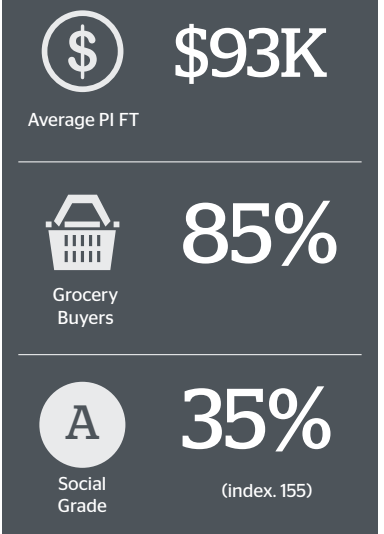 $
$93K
Average PI FT
85%
Grocery
Buyers
A
35%
Social
Grade
(index. 155)